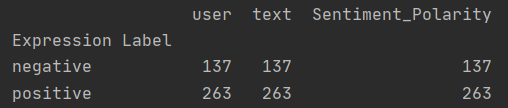 user text Sentiment_Polarity
Expression Label
negative 137 137 137
positive 263 263 263